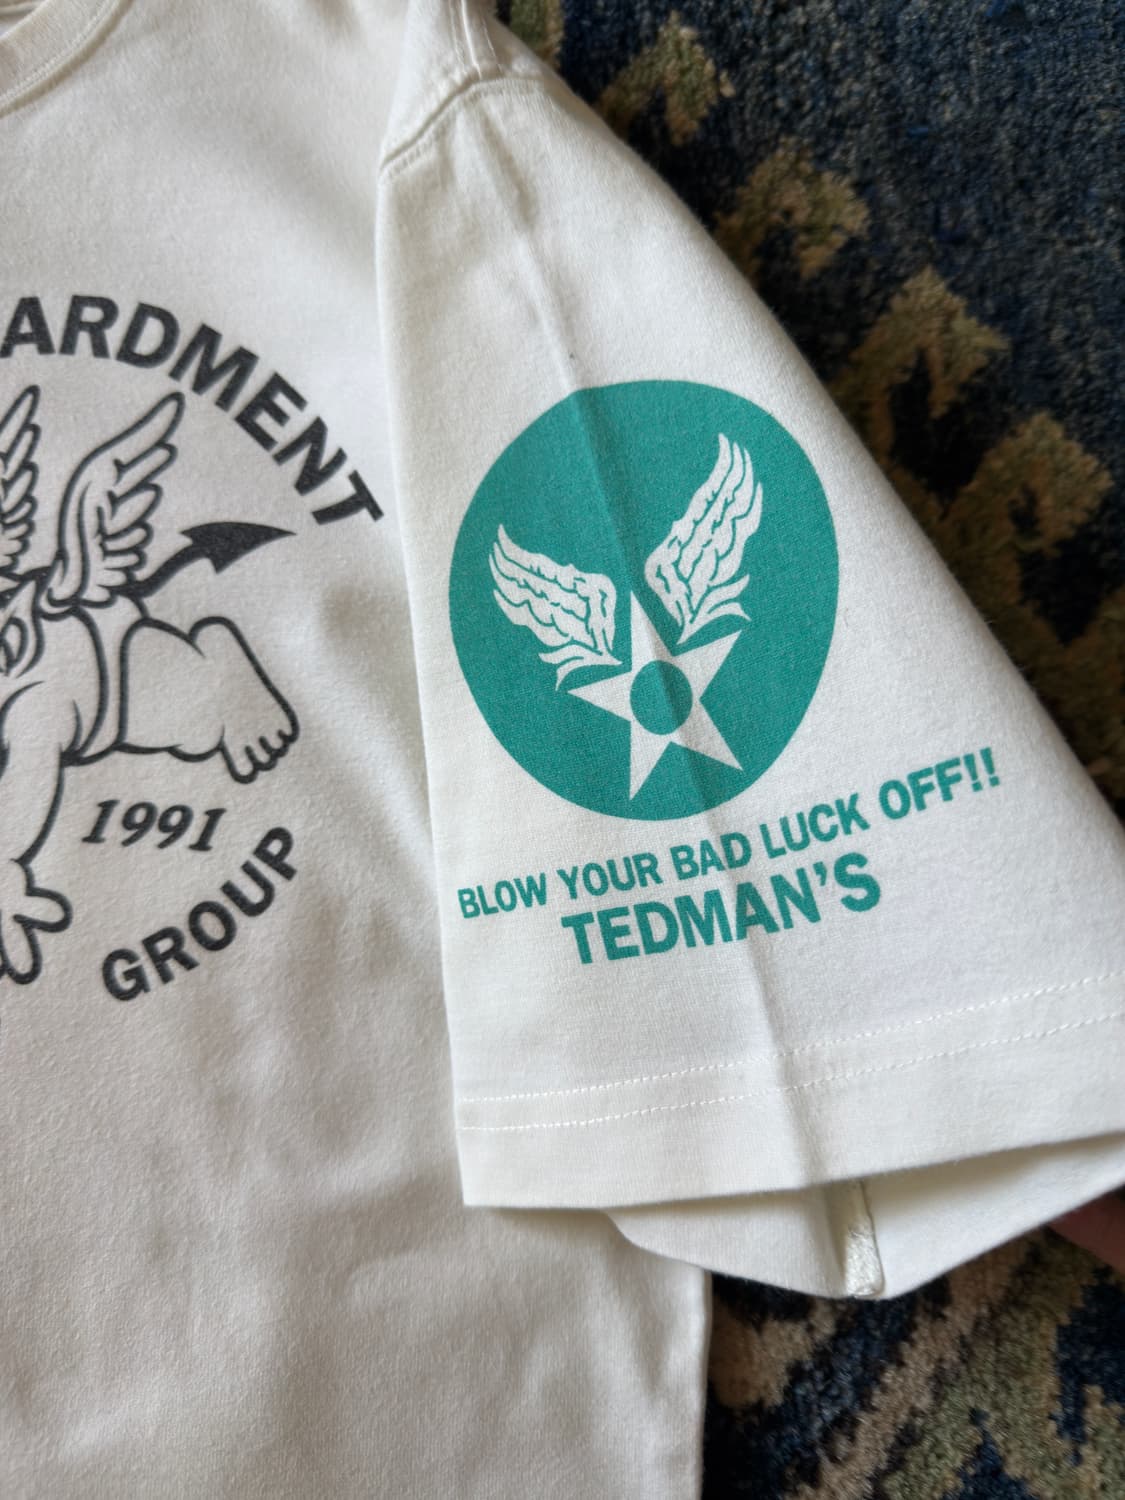 ARDMENT
1991
GROUP
BLOW YOUR BAD LUCK OFF!!
TEDMAN'S